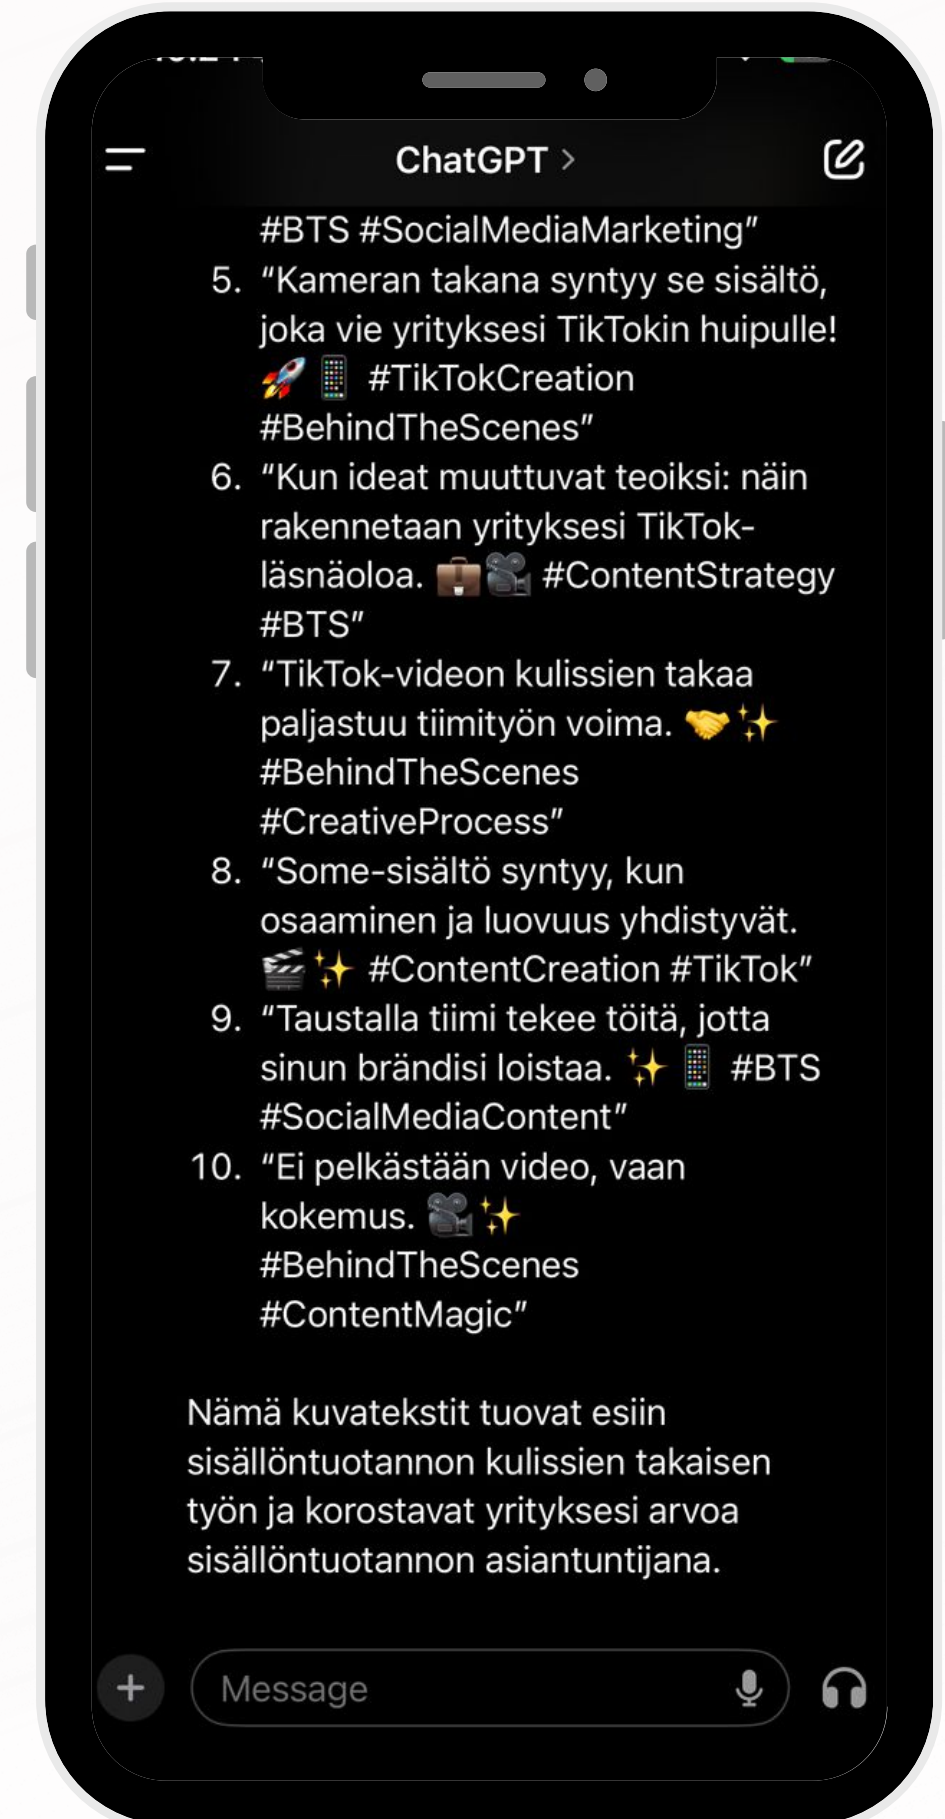 ChatGPT >
#BTS #SocialMediaMarketing”
5. “Kameran takana syntyy se sisältö,
joka vie yrityksesi TikTokin huipulle!
🚀📱 #TikTokCreation
#BehindTheScenes”
6. “Kun ideat muuttuvat teoiksi: näin
rakennetaan yrityksesi TikTok-
läsnäoloa. 💼🎥 #ContentStrategy
#BTS”
7. “TikTok-videon kulissien takaa
paljastuu tiimityön voima. 🤝✨
#BehindTheScenes
#CreativeProcess”
8. “Some-sisältö syntyy, kun
osaaminen ja luovuus yhdistyvät.
🎬✨ #ContentCreation #TikTok”
9. “Taustalla tiimi tekee töitä, jotta
sinun brändisi loistaa. ✨📱 #BTS
#SocialMediaContent”
10. “Ei pelkästään video, vaan
kokemus. 🎥✨
#BehindTheScenes
#ContentMagic”
Nämä kuvatekstit tuovat esiin
sisällöntuotannon kulissien takaisen
työn ja korostavat yrityksesi arvoa
sisällöntuotannon asiantuntijana.
Message